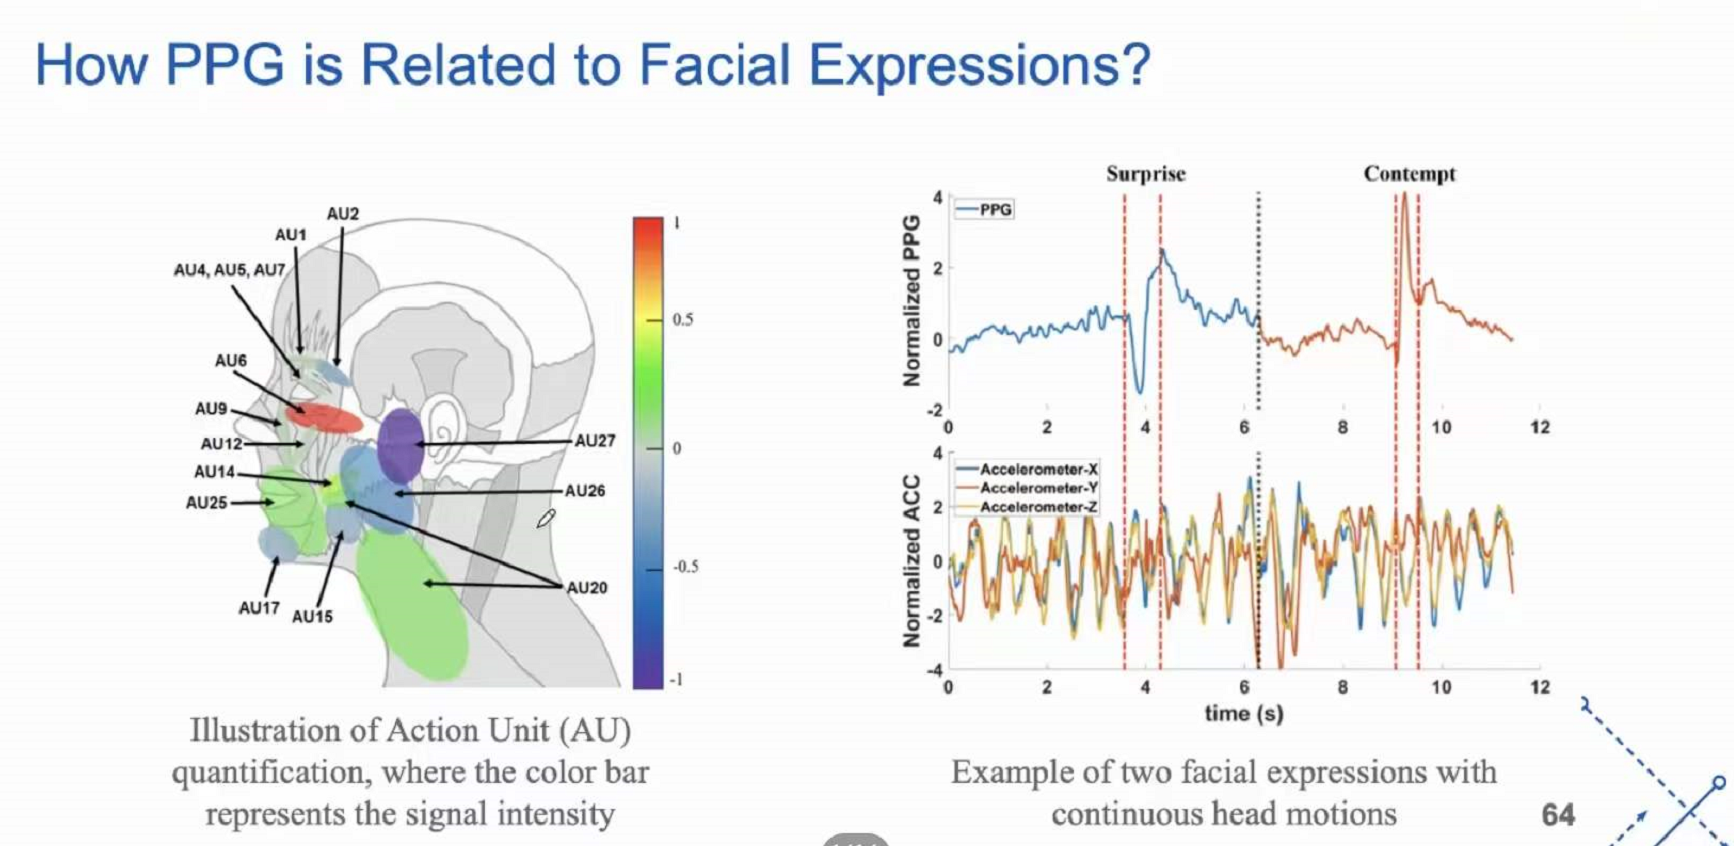 How PPG is Related to Facial Expressions?
AU2
AU1
AU4, AU5, AU7
AU6
AU9
AU12
AU14
AU25
AU17
AU15
AU27
AU26
AU20
1
0.5
0
-0.5
-1
Illustration of Action Unit (AU)
quantification, where the color bar
represents the signal intensity
Surprise
Contempt
Normalized PPG
4
2
0
-2
PPG
0 2 4 6 8 10 12
Normalized ACC
4
2
0
-2
-4
Accelerometer-X
Accelerometer-Y
Accelerometer-Z
0 2 4 6 8 10 12
time (s)
Example of two facial expressions with
continuous head motions
64